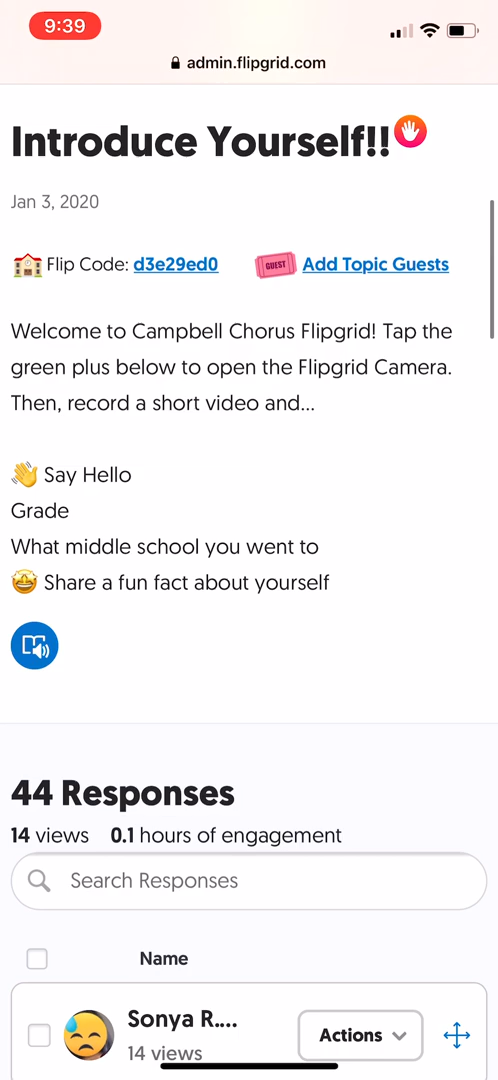 9:39
admin.flipgrid.com
Introduce Yourself!!
Jan 3, 2020
Flip Code: d3e29ed0
GUEST Add Topic Guests
Welcome to Campbell Chorus Flipgrid! Tap the
green plus below to open the Flipgrid Camera.
Then, record a short video and...
Say Hello
Grade
What middle school you went to
Share a fun fact about yourself
44 Responses
14 views 0.1 hours of engagement
Search Responses
Name
Sonya R....
Actions
14 views